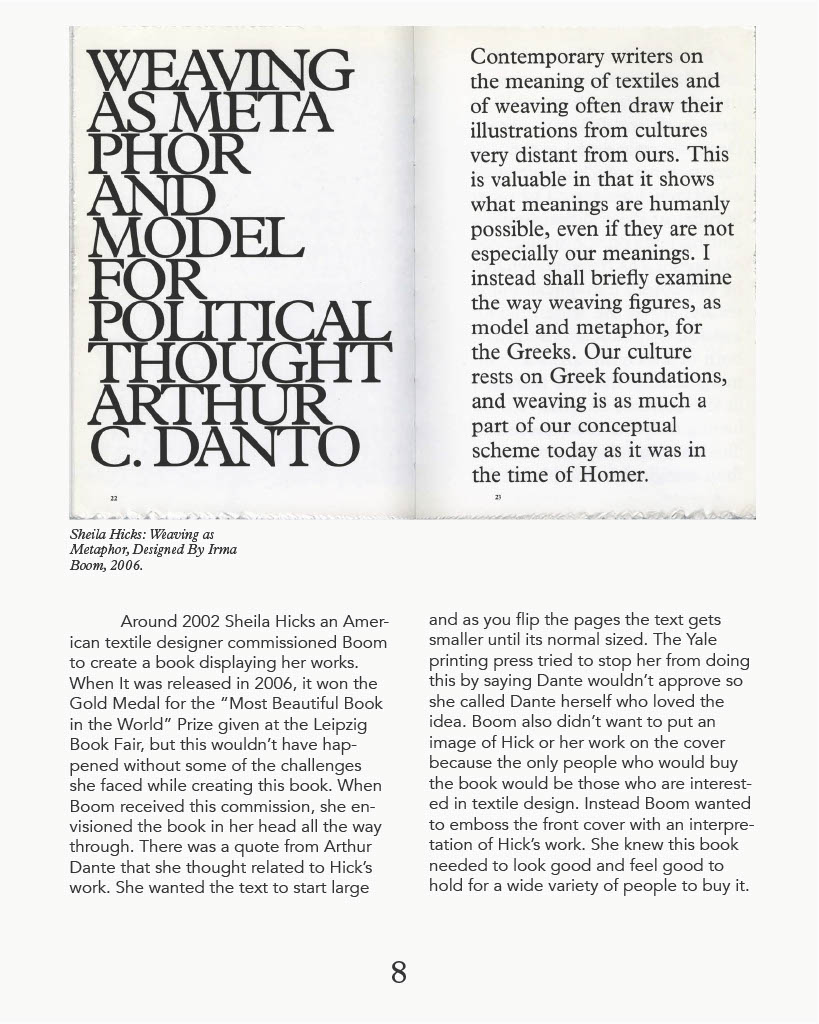 WEAVING
AS META
PHOR
AND
MODEL
FOR
POLITICAL
THOUGHT
ARTHUR
C. DANTO
22
Contemporary writers on
the meaning of textiles and
of weaving often draw their
illustrations from cultures
very distant from ours. This
is valuable in that it shows
what meanings are humanly
possible, even if they are not
especially our meanings. I
instead shall briefly examine
the way weaving figures, as
model and metaphor, for
the Greeks. Our culture
rests on Greek foundations,
and weaving is as much a
part of our conceptual
scheme today as it was in
the time of Homer.
23
Sheila Hicks: Weaving as
Metaphor, Designed By Irma
Boom, 2006.
Around 2002 Sheila Hicks an Amer-
ican textile designer commissioned Boom
to create a book displaying her works.
When It was released in 2006, it won the
Gold Medal for the “Most Beautiful Book
in the World” Prize given at the Leipzig
Book Fair, but this wouldn’t have hap-
pened without some of the challenges
she faced while creating this book. When
Boom received this commission, she en-
visioned the book in her head all the way
through. There was a quote from Arthur
Dante that she thought related to Hick’s
work. She wanted the text to start large
and as you flip the pages the text gets
smaller until its normal sized. The Yale
printing press tried to stop her from doing
this by saying Dante wouldn’t approve so
she called Dante herself who loved the
idea. Boom also didn’t want to put an
image of Hick or her work on the cover
because the only people who would buy
the book would be those who are interest-
ed in textile design. Instead Boom wanted
to emboss the front cover with an interpre-
tation of Hick’s work. She knew this book
needed to look good and feel good to
hold for a wide variety of people to buy it.
8